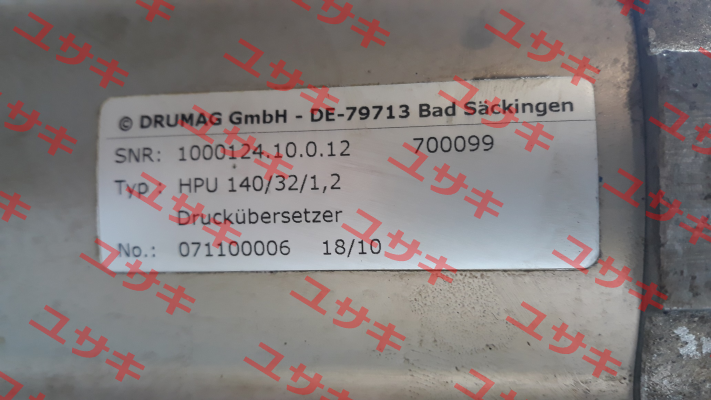 © DRUMAG GmbH - DE-79713 Bad Säckingen
SNR: 1000124.10.0.12 700099
Typ : HPU 140/32/1,2
Druckübersetzer
No.: 071100006 18/10
ユサキ